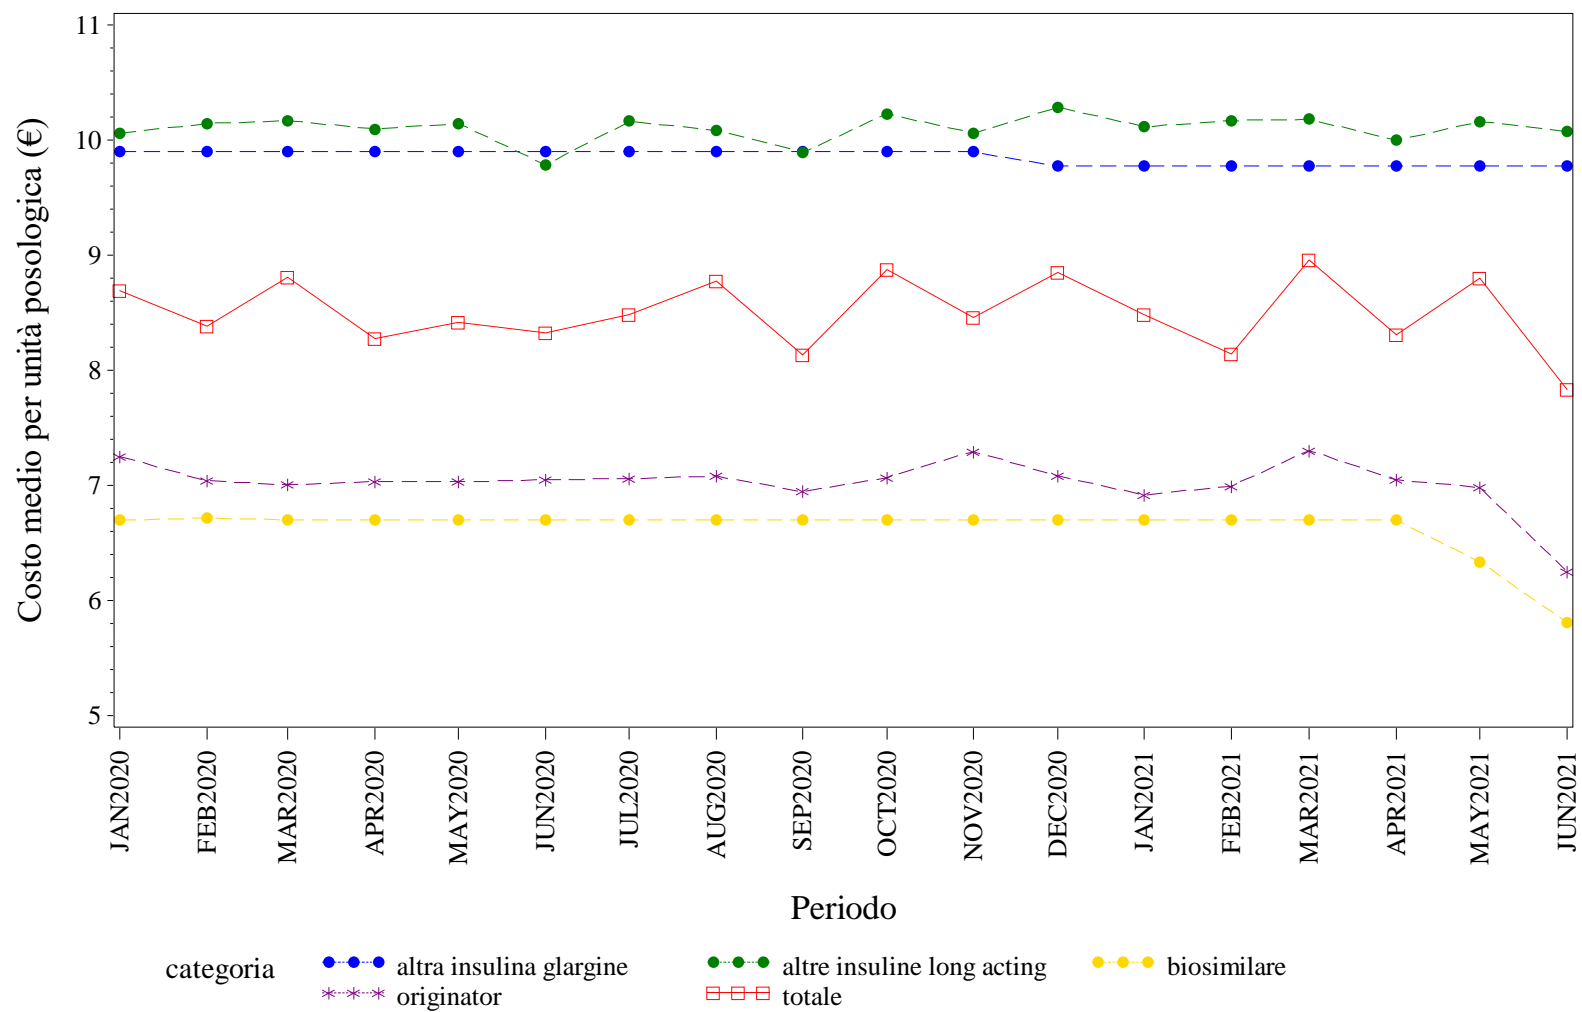 Costo medio per unità posologica (€)
11
10
9
8
7
6
5
JAN2020
FEB2020
MAR2020
APR2020
MAY2020
JUN2020
JUL2020
AUG2020
SEP2020
OCT2020
NOV2020
DEC2020
JAN2021
FEB2021
MAR2021
APR2021
MAY2021
JUN2021
Periodo
categoria
altra insulina glargine
altre insuline long acting
biosimilare
originator
totale